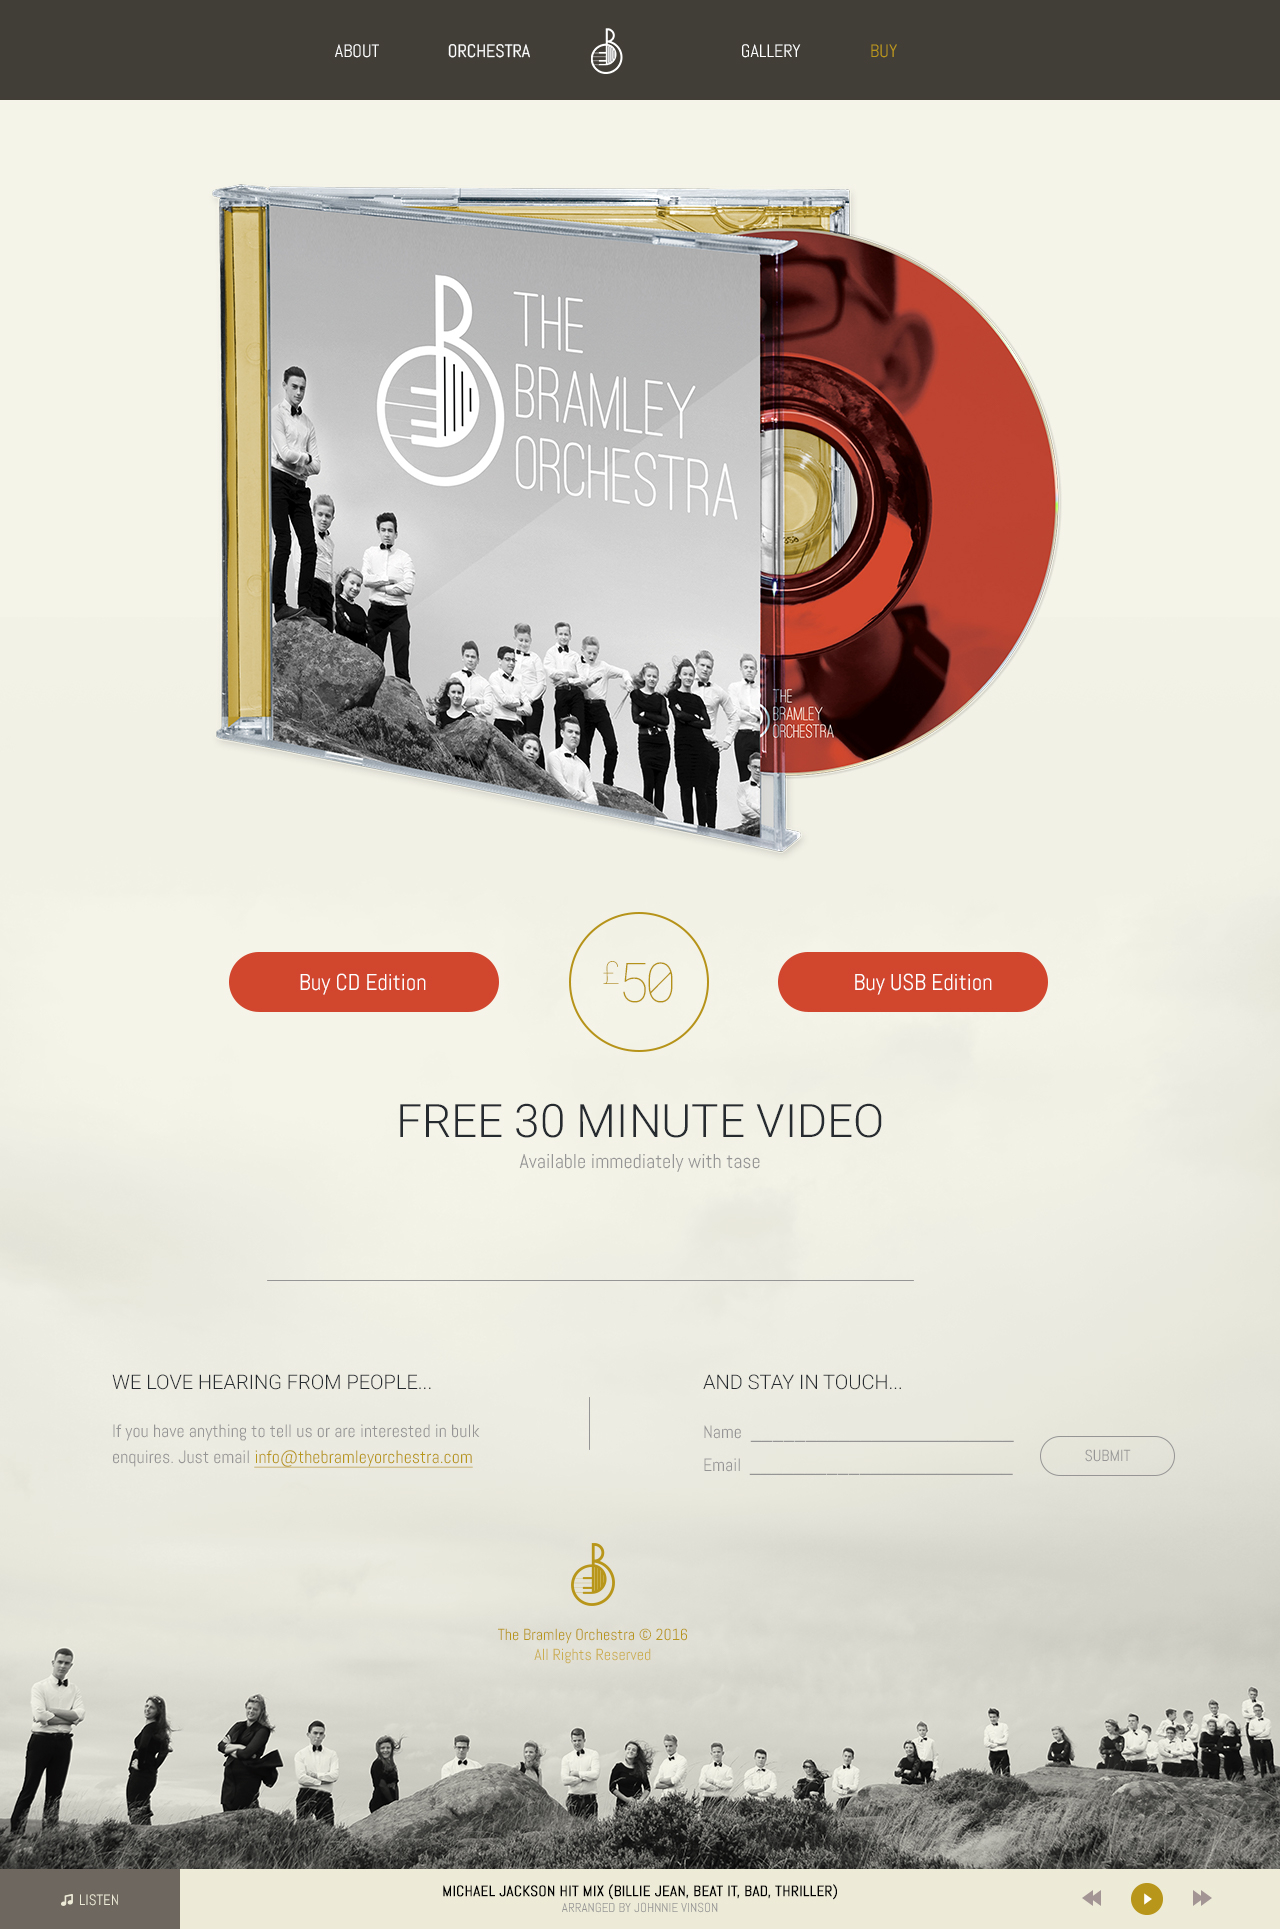 ABOUT
ORCHESTRA
GALLERY
BUY
THE
BRAMLEY
ORCHESTRA
THE
BRAMLEY
ORCHESTRA
Buy CD Edition
£50
Buy USB Edition
FREE 30 MINUTE VIDEO
Available immediately with tase
WE LOVE HEARING FROM PEOPLE...
If you have anything to tell us or are interested in bulk
enquires. Just email info@thebramleyorchestra.com
AND STAY IN TOUCH...
Name
Email
SUBMIT
The Bramley Orchestra © 2016
All Rights Reserved
LISTEN
MICHAEL JACKSON HIT MIX (BILLIE JEAN, BEAT IT, BAD, THRILLER)
ARRANGED BY JOHNNIE VINSON